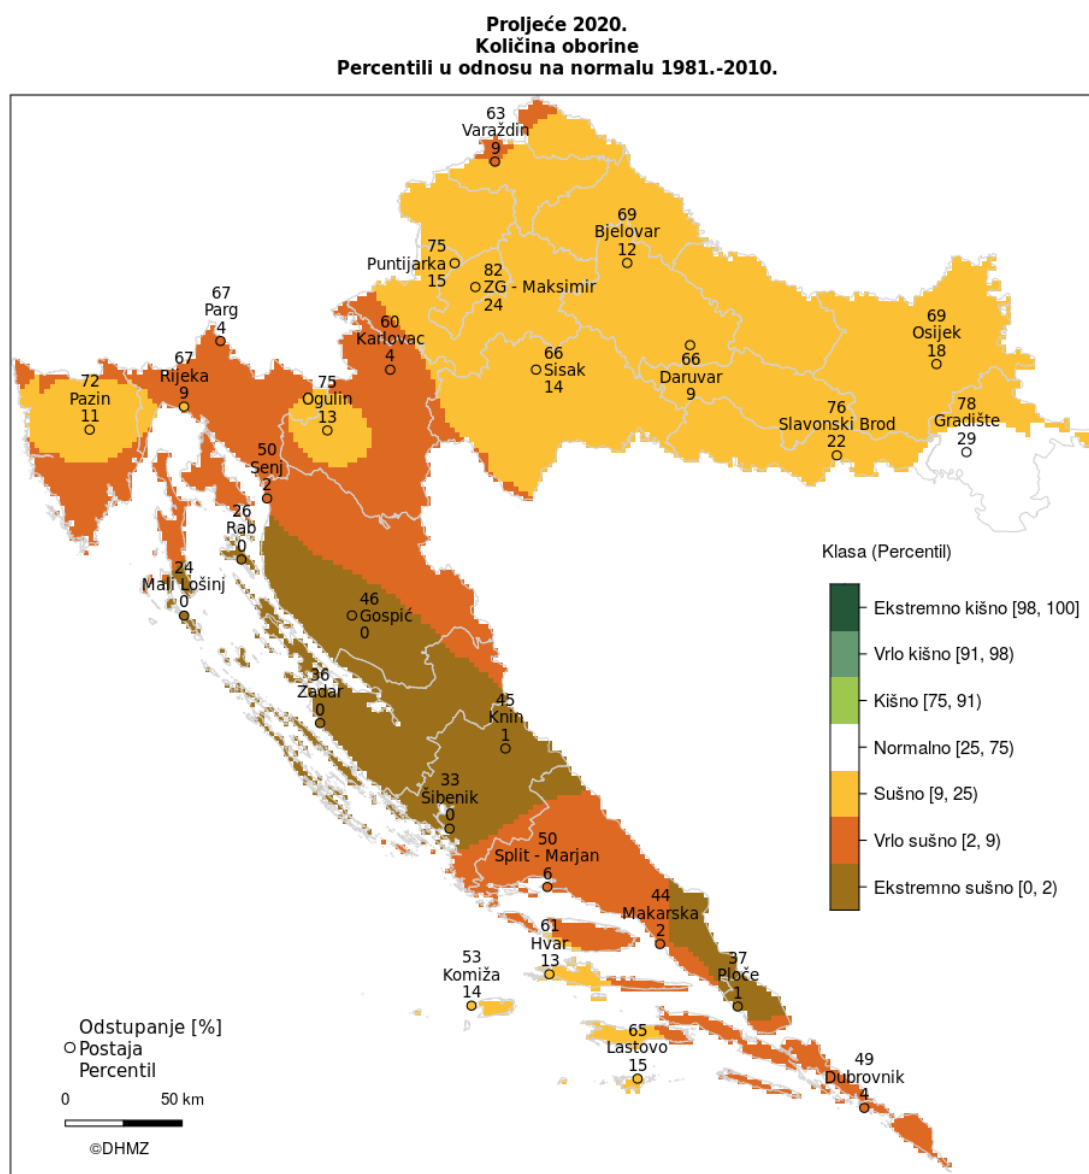 Proljeće 2020.
Količina oborine
Percentili u odnosu na normalu 1981.-2010.
63
Varaždin
9
69
Bjelovar
12
75
Puntijarka
15
82
ZG - Maksimir
24
67
Parg
4
60
Karlovac
4
66
Sisak
14
66
Daruvar
9
69
Osijek
18
67
Rijeka
9
72
Pazin
11
75
Ogulin
13
76
Slavonski Brod
22
78
Gradište
29
50
Senj
2
26
Rab
0
24
Mali Lošinj
0
46
Gospić
0
36
Zadar
0
45
Knin
1
33
Šibenik
0
50
Split - Marjan
6
44
Makarska
2
61
Hvar
13
53
Komiža
14
37
Ploče
1
65
Lastovo
15
49
Dubrovnik
4
Klasa (Percentil)
Ekstremno kišno [98, 100]
Vrlo kišno [91, 98)
Kišno [75, 91)
Normalno [25, 75)
Sušno [9, 25)
Vrlo sušno [2, 9)
Ekstremno sušno [0, 2)
Odstupanje [%]
Postaja
Percentil
0 50 km
©DHMZ